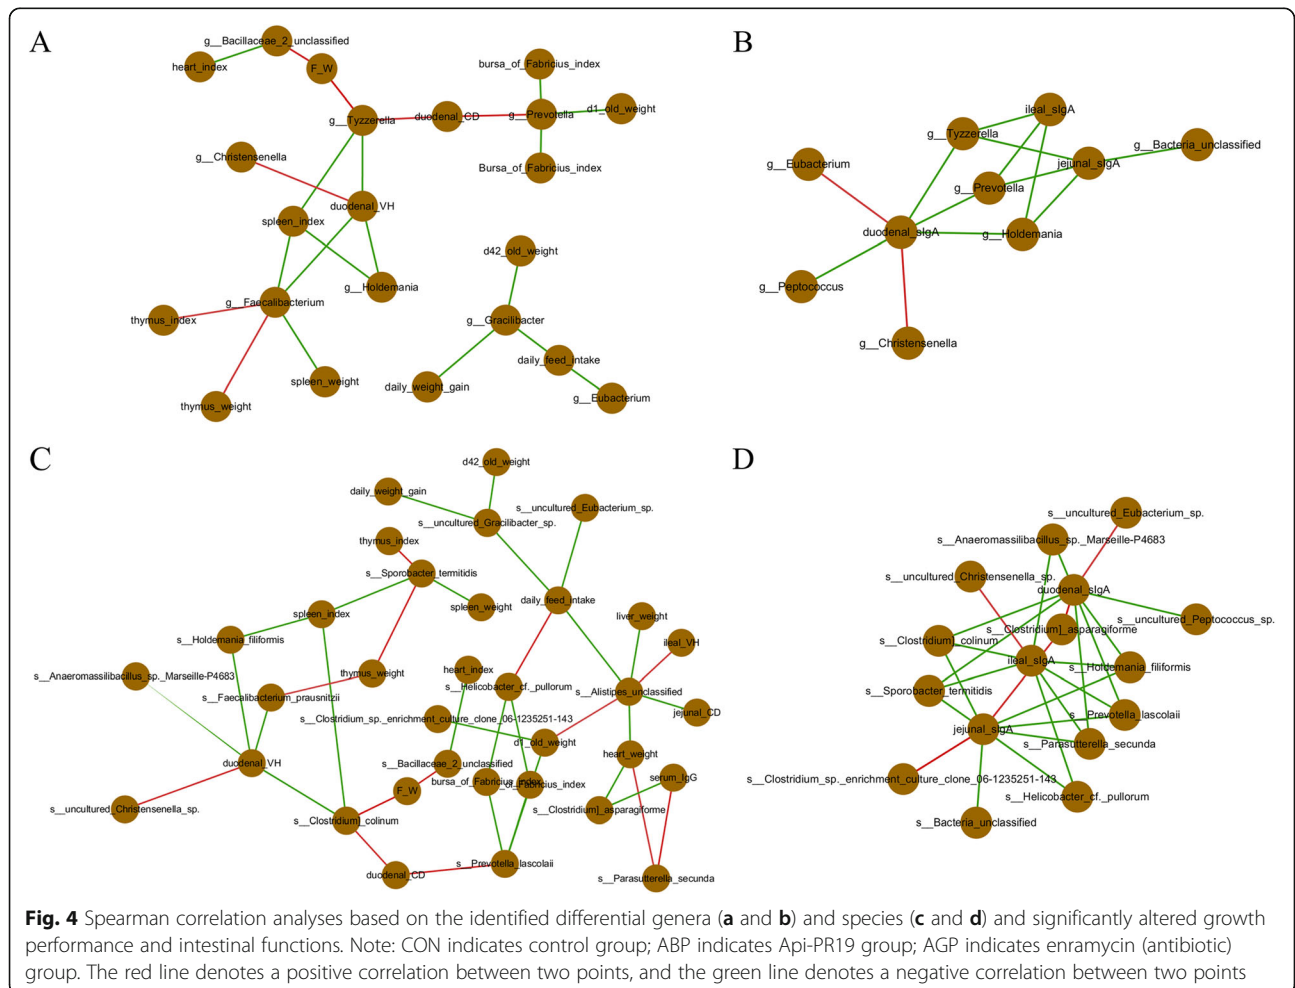 A
g__Bacillaceae_2_unclassified
heart_index
F_W
bursa_of_Fabricius_index
g__Tyzzerella
duodenal_CD
g__Prevotella
d1_old_weight
g__Christensenella
Bursa_of_Fabricius_index
duodenal_VH
spleen_index
d42_old_weight
g__Holdemania
g__Faecalibacterium
thymus_index
g__Gracilibacter
daily_feed_intake
spleen_weight
daily_weight_gain
g__Eubacterium
thymus_weight
B
ileal_sIgA
g__Tyzzerella
g__Bacteria_unclassified
g__Eubacterium
jejunal_sIgA
g__Prevotella
duodenal_sIgA
g__Holdemania
g__Peptococcus
g__Christensenella
C
d42_old_weight
daily_weight_gain
s__uncultured_Eubacterium_sp.
s__uncultured_Gracilibacter_sp.
thymus_index
s__Sporobacter_termitidis
daily_feed_intake
spleen_weight
spleen_index
liver_weight
s__Holdemania_filiformis
ileal_VH
heart_index
s__Anaeromassilibacillus_sp._Marseille-P4683
thymus_weight
s__Helicobacter_cf._pullorum
s__Alistipes_unclassified
s__Faecalibacterium_prausnitzii
jejunal_CD
s__Clostridium_sp._enrichment_culture_clone_06-1235251-143
d1_old_weight
heart_weight
duodenal_VH
s__Bacillaceae_2_unclassified
serum_IgG
bursa_of_Fabricius_index
_of_Fabricius_index
F_W
s__uncultured_Christensenella_sp.
s__Clostridium]_asparagiforme
s__Clostridium]_colinum
s__Prevotella_lascolaii
duodenal_CD
s__Parasutterella_secunda
D
s__uncultured_Eubacterium_sp.
s__Anaeromassilibacillus_sp._Marseille-P4683
s__uncultured_Christensenella_sp.
duodenal_sIgA
s__uncultured_Peptococcus_sp.
s__Clostridium]_asparagiforme
s__Clostridium]_colinum
ileal_sIgA
s__Holdemania_filiformis
s__Sporobacter_termitidis
s__Prevotella_lascolaii
jejunal_sIgA
s__Parasutterella_secunda
s__Clostridium_sp._enrichment_culture_clone_06-1235251-143
s__Helicobacter_cf._pullorum
s__Bacteria_unclassified
Fig. 4 Spearman correlation analyses based on the identified differential genera (a and b) and species (c and d) and significantly altered growth
performance and intestinal functions. Note: CON indicates control group; ABP indicates Api-PR19 group; AGP indicates enramycin (antibiotic)
group. The red line denotes a positive correlation between two points, and the green line denotes a negative correlation between two points